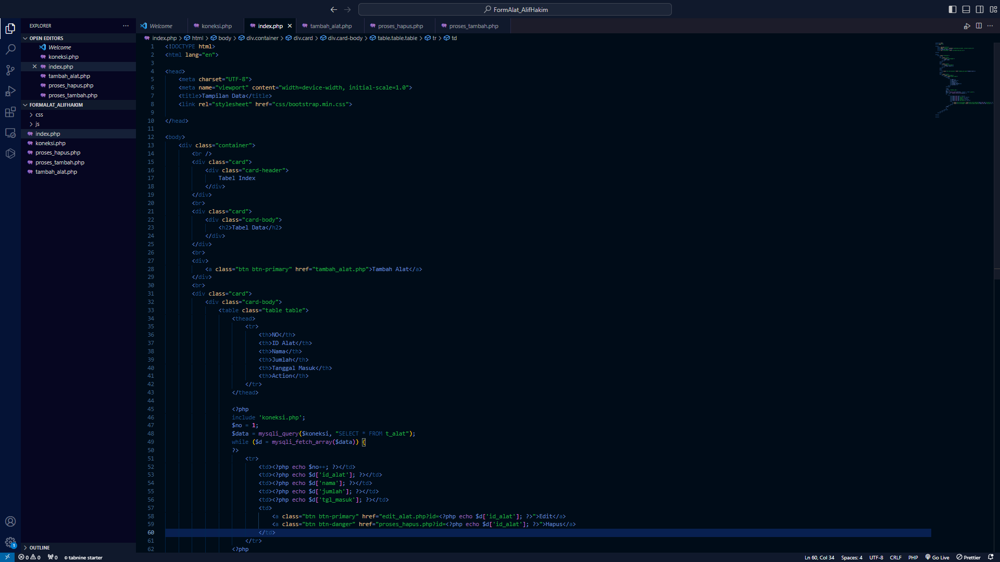 FormAlat_AlifHakim
EXPLORER
OPEN EDITORS
Welcome
koneksi.php
index.php
tambah_alat.php
proses_hapus.php
proses_tambah.php
FORMALAT_ALIFHAKIM
css
js
index.php
koneksi.php
proses_hapus.php
proses_tambah.php
tambah_alat.php
OUTLINE
Welcome koneksi.php index.php tambah_alat.php proses_hapus.php proses_tambah.php
index.php > html > body > div.container > div.card > div.card-body > table.table.table > tr > td
1 <!DOCTYPE html>
2 <html lang="en">
3
4 <head>
5 <meta charset="UTF-8">
6 <meta name="viewport" content="width=device-width, initial-scale=1.0">
7 <title>Tampilan Data</title>
8 <link rel="stylesheet" href="css/bootstrap.min.css">
9
10 </head>
11
12 <body>
13 <div class="container">
14 <br />
15 <div class="card">
16 <div class="card-header">
17 Tabel Index
18 </div>
19 </div>
20 <br>
21 <div class="card">
22 <div class="card-body">
23 <h2>Tabel Data</h2>
24 </div>
25 </div>
26 <br>
27 <div>
28 <a class="btn btn-primary" href="tambah_alat.php">Tambah Alat</a>
29 </div>
30 <br>
31 <div class="card">
32 <div class="card-body">
33 <table class="table table">
34 <thead>
35 <tr>
36 <th>NO</th>
37 <th>ID Alat</th>
38 <th>Nama</th>
39 <th>Jumlah</th>
40 <th>Tanggal Masuk</th>
41 <th>Action</th>
42 </tr>
43 </thead>
44
45 <?php
46 include 'koneksi.php';
47 $no = 1;
48 $data = mysqli_query($koneksi, "SELECT * FROM t_alat");
49 while ($d = mysqli_fetch_array($data)) {
50 ?>
51 <tr>
52 <td><?php echo $no++; ?></td>
53 <td><?php echo $d['id_alat']; ?></td>
54 <td><?php echo $d['nama']; ?></td>
55 <td><?php echo $d['jumlah']; ?></td>
56 <td><?php echo $d['tgl_masuk']; ?></td>
57 <td>
58 <a class="btn btn-primary" href="edit_alat.php?id=<?php echo $d['id_alat']; ?>">Edit</a>
59 <a class="btn btn-danger" href="proses_hapus.php?id=<?php echo $d['id_alat']; ?>">Hapus</a>
60 </td>
61 </tr>
62 <?php
1
0 0 0 tabnine starter Ln 60, Col 34 Spaces: 4 UTF-8 CRLF PHP Go Live Prettier